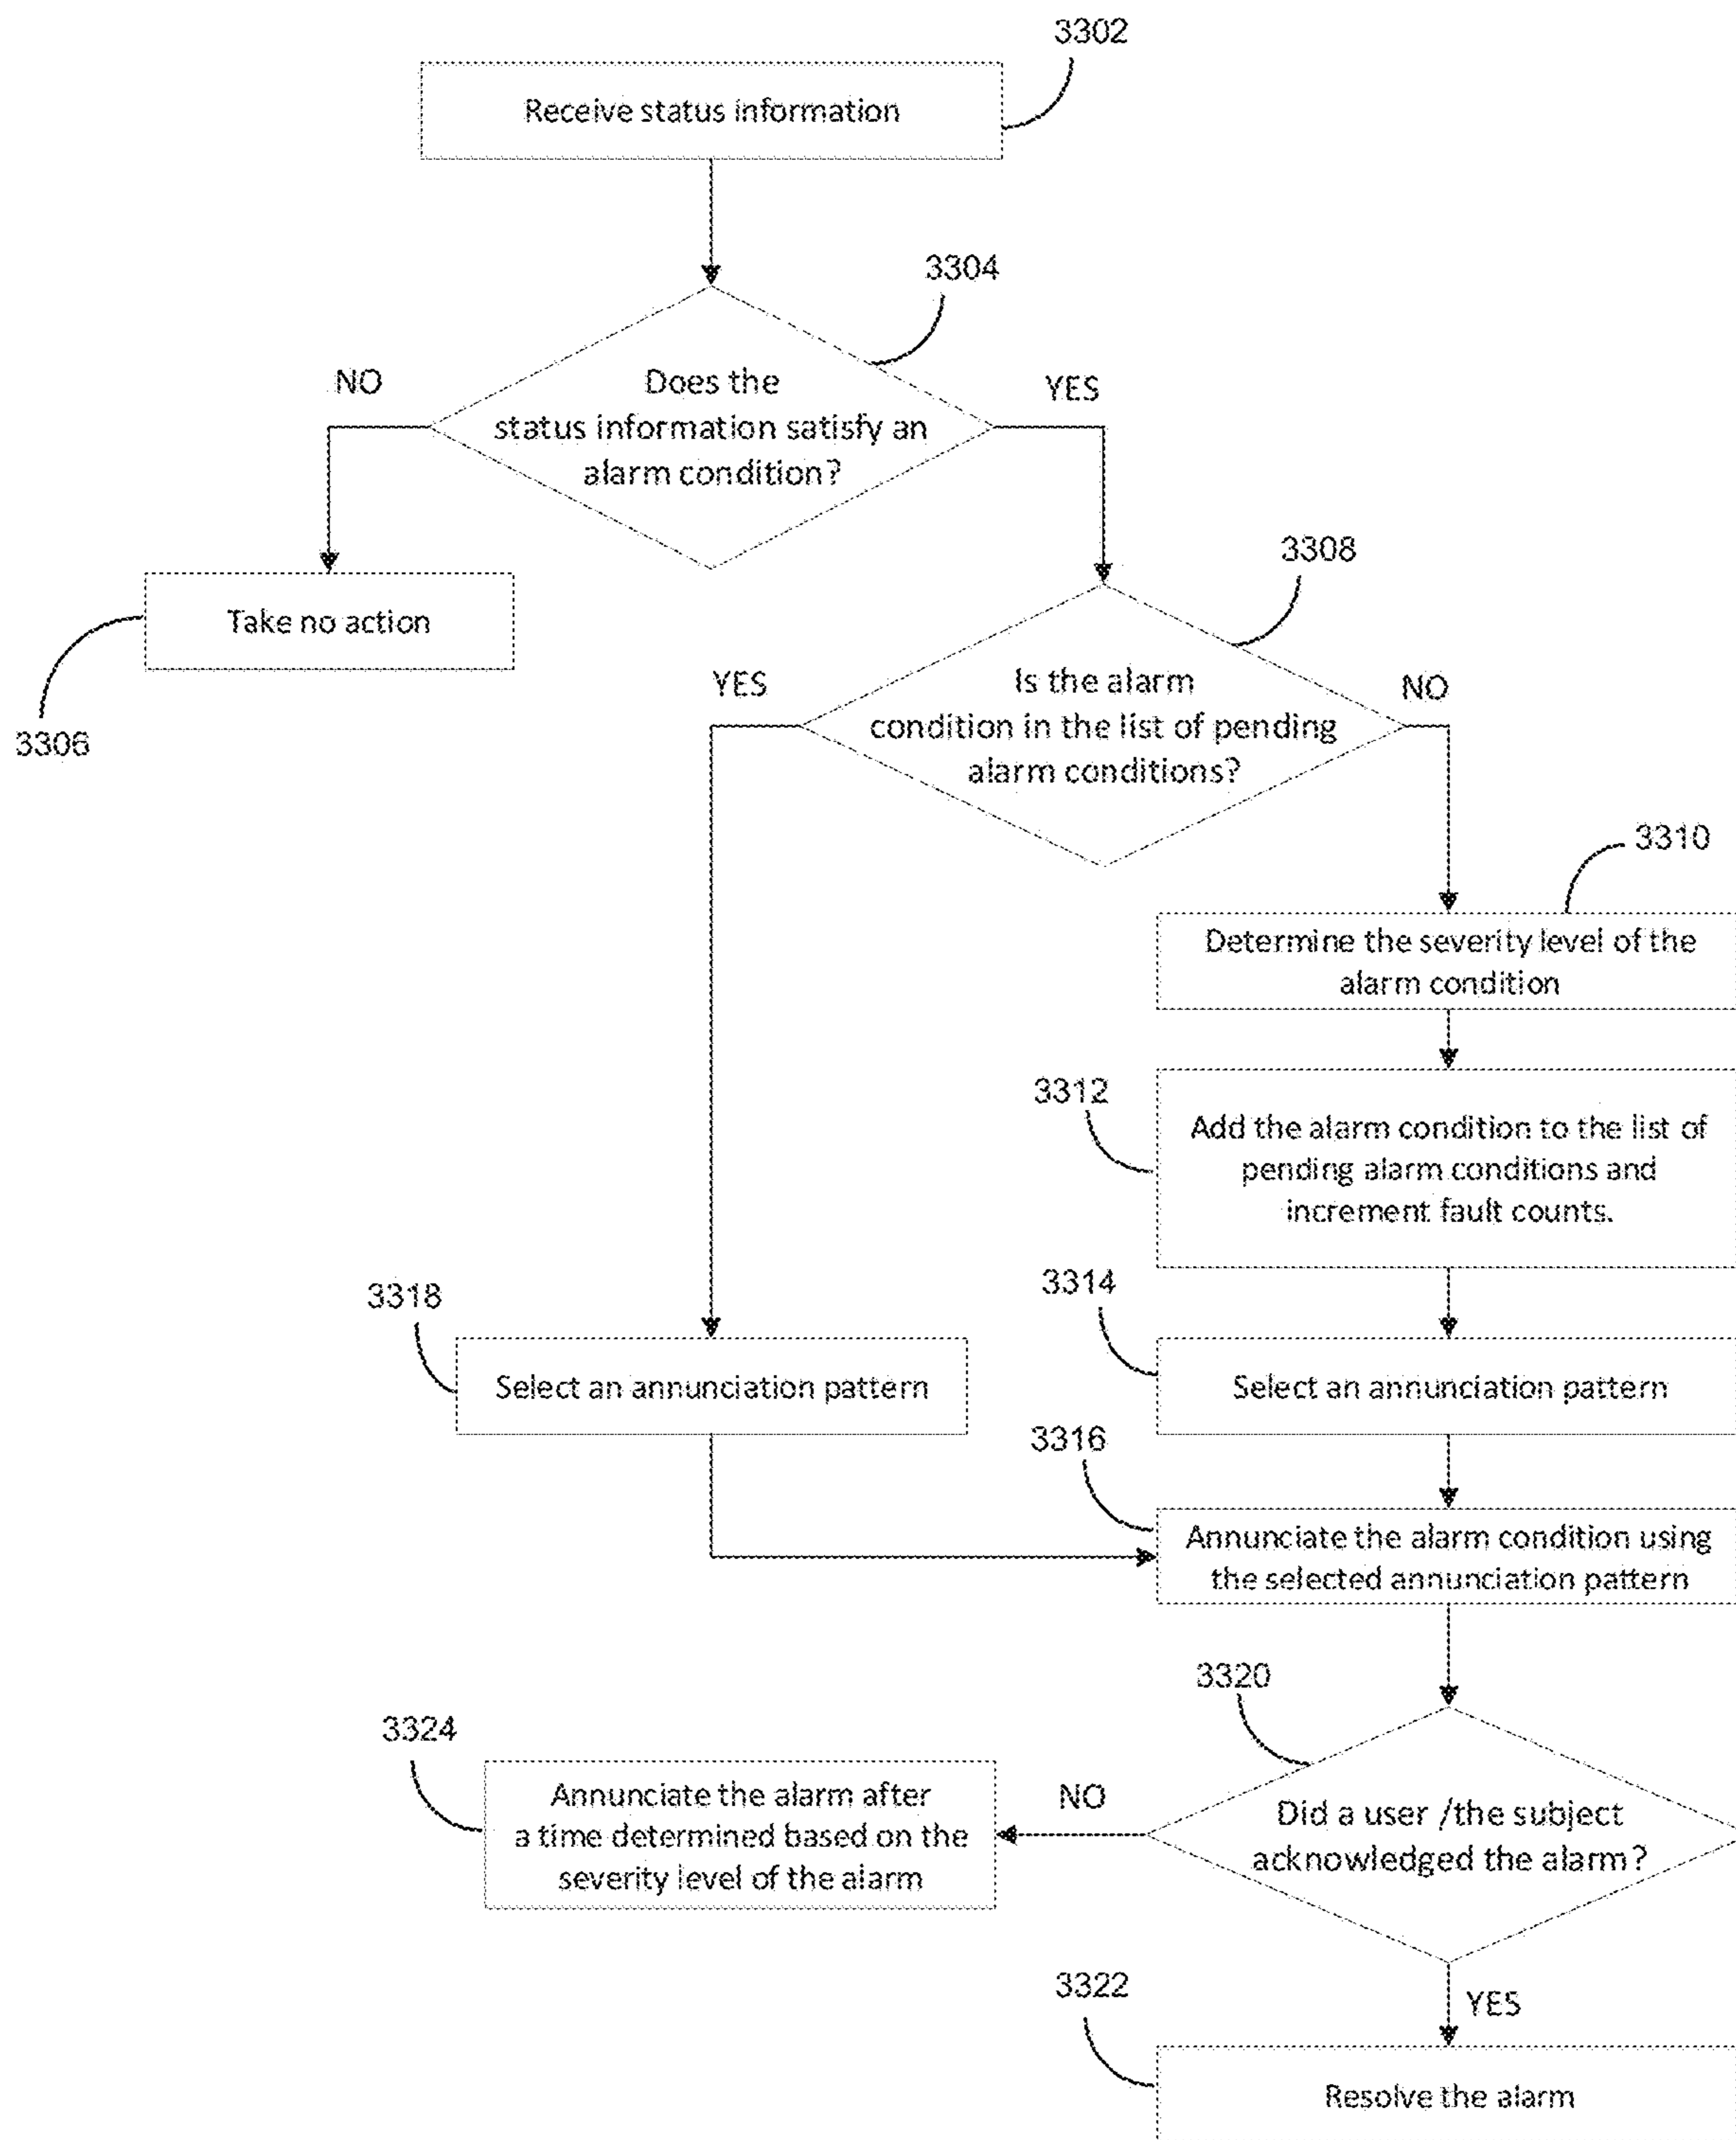 3302
Receive status information
3304
NO
YES
Does the
status information satisfy an
alarm condition?
3308
Take no action
3306
YES
NO
Is the alarm
condition in the list of pending
alarm conditions?
3310
Determine the severity level of the
alarm condition
3312
Add the alarm condition to the list of
pending alarm conditions and
increment fault counts.
3318
3314
Select an annunciation pattern
Select an annunciation pattern
3316
Annunciate the alarm condition using
the selected annunciation pattern
3320
3324
Annunciate the alarm after
a time determined based on the
severity level of the alarm
NO
Did a user /the subject
acknowledged the alarm?
3322
YES
Resolve the alarm